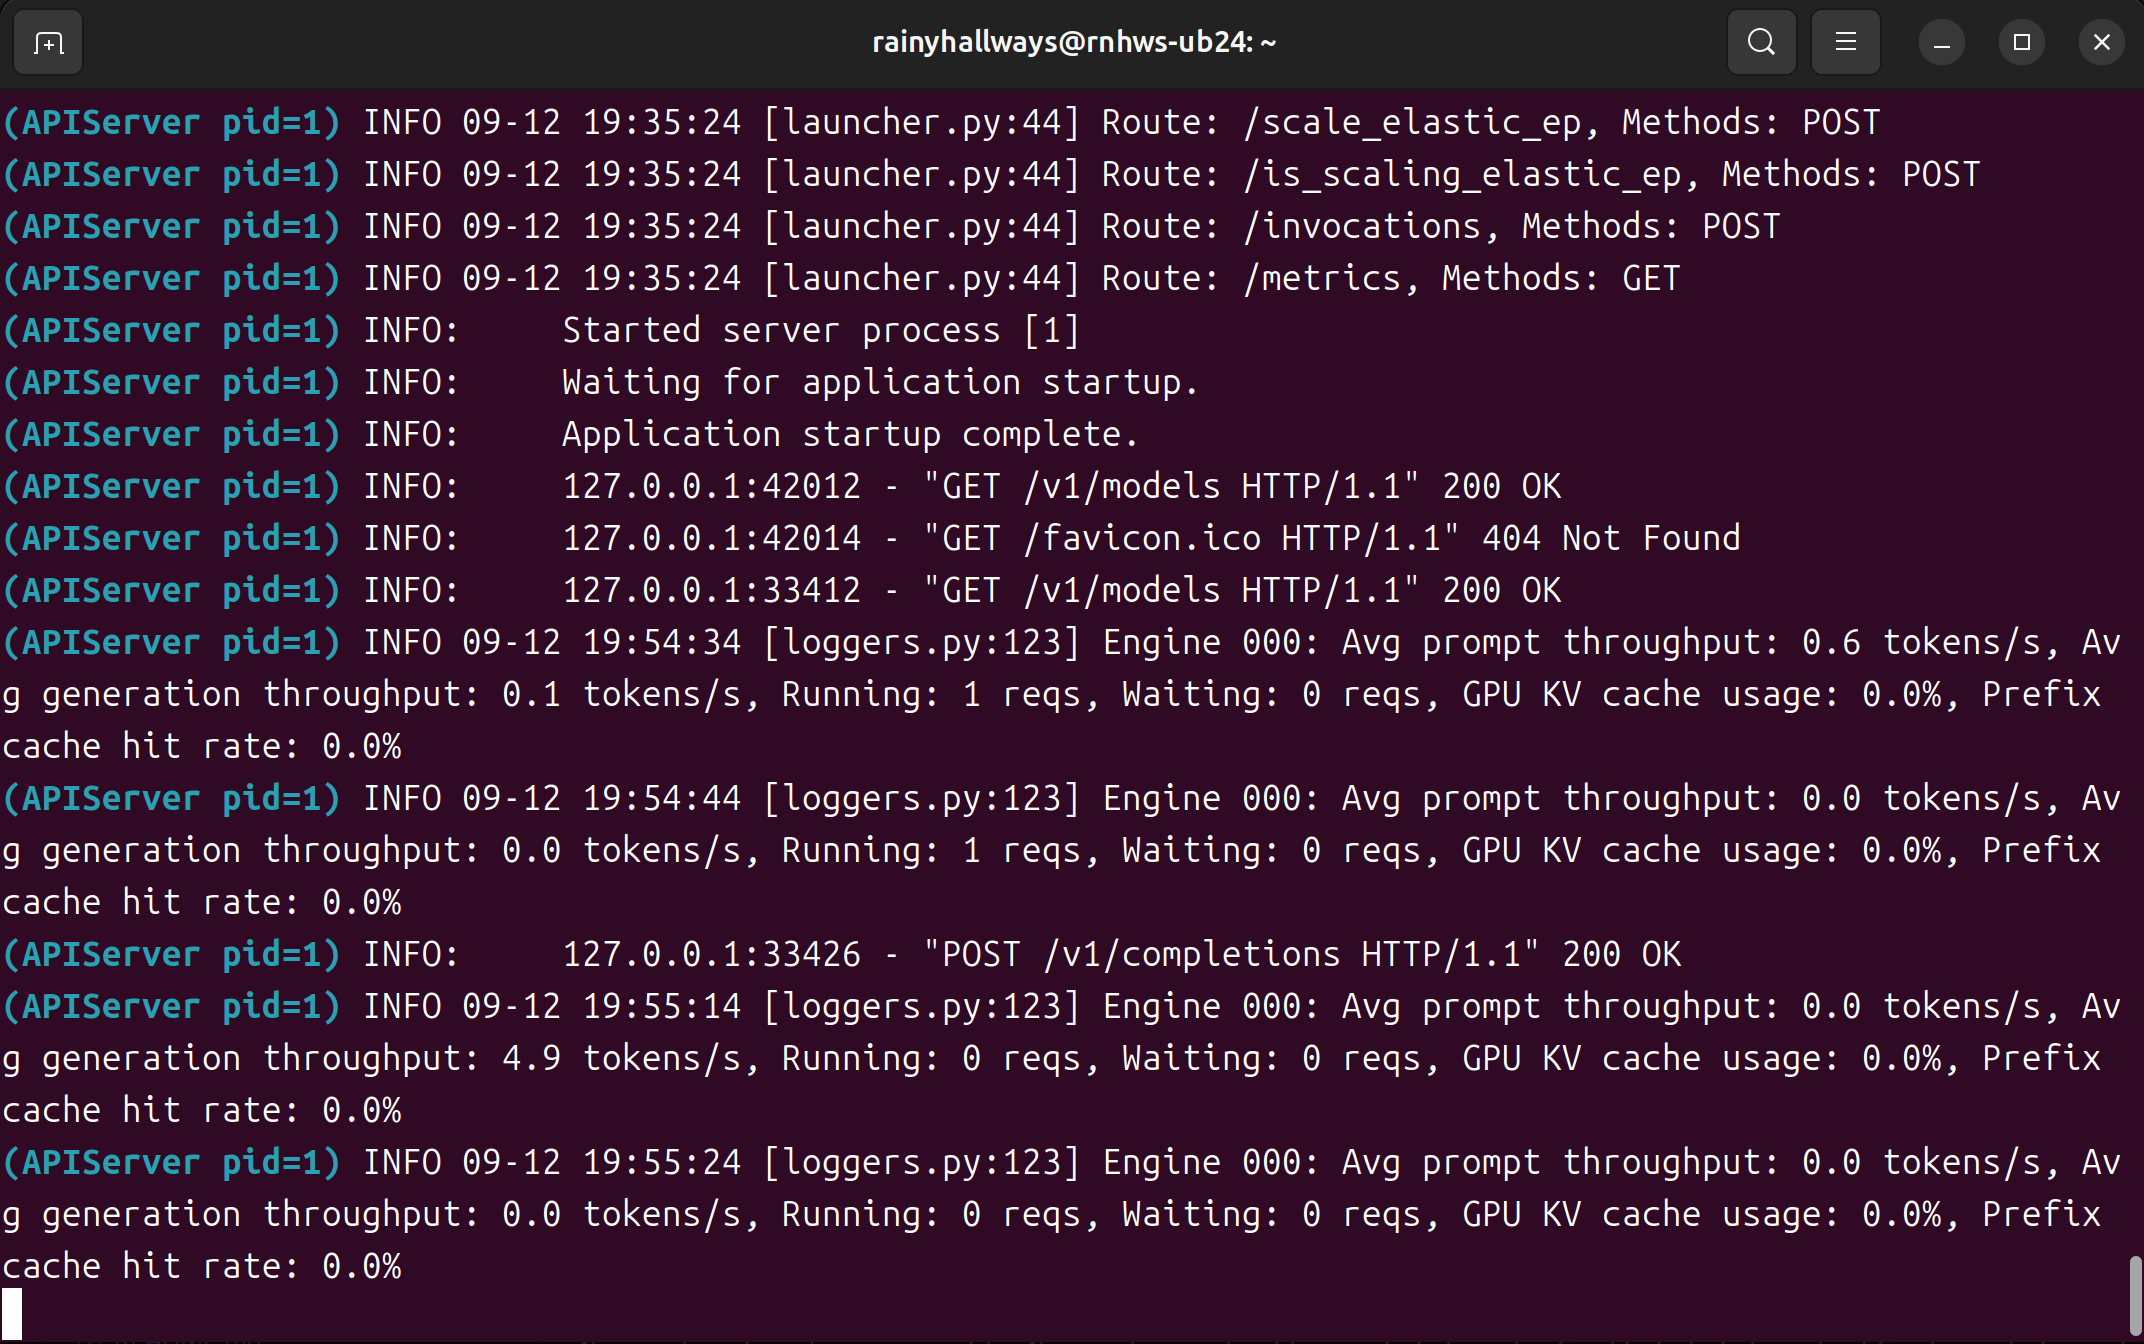 rainyhallways@rnhws-ub24: ~
(APIServer pid=1) INFO 09-12 19:35:24 [launcher.py:44] Route: /scale_elastic_ep, Methods: POST
(APIServer pid=1) INFO 09-12 19:35:24 [launcher.py:44] Route: /is_scaling_elastic_ep, Methods: POST
(APIServer pid=1) INFO 09-12 19:35:24 [launcher.py:44] Route: /invocations, Methods: POST
(APIServer pid=1) INFO 09-12 19:35:24 [launcher.py:44] Route: /metrics, Methods: GET
(APIServer pid=1) INFO:     Started server process [1]
(APIServer pid=1) INFO:     Waiting for application startup.
(APIServer pid=1) INFO:     Application startup complete.
(APIServer pid=1) INFO:     127.0.0.1:42012 - "GET /v1/models HTTP/1.1" 200 OK
(APIServer pid=1) INFO:     127.0.0.1:42014 - "GET /favicon.ico HTTP/1.1" 404 Not Found
(APIServer pid=1) INFO:     127.0.0.1:33412 - "GET /v1/models HTTP/1.1" 200 OK
(APIServer pid=1) INFO 09-12 19:54:34 [loggers.py:123] Engine 000: Avg prompt throughput: 0.6 tokens/s, Av
g generation throughput: 0.1 tokens/s, Running: 1 reqs, Waiting: 0 reqs, GPU KV cache usage: 0.0%, Prefix
cache hit rate: 0.0%
(APIServer pid=1) INFO 09-12 19:54:44 [loggers.py:123] Engine 000: Avg prompt throughput: 0.0 tokens/s, Av
g generation throughput: 0.0 tokens/s, Running: 1 reqs, Waiting: 0 reqs, GPU KV cache usage: 0.0%, Prefix
cache hit rate: 0.0%
(APIServer pid=1) INFO:     127.0.0.1:33426 - "POST /v1/completions HTTP/1.1" 200 OK
(APIServer pid=1) INFO 09-12 19:55:14 [loggers.py:123] Engine 000: Avg prompt throughput: 0.0 tokens/s, Av
g generation throughput: 4.9 tokens/s, Running: 0 reqs, Waiting: 0 reqs, GPU KV cache usage: 0.0%, Prefix
cache hit rate: 0.0%
(APIServer pid=1) INFO 09-12 19:55:24 [loggers.py:123] Engine 000: Avg prompt throughput: 0.0 tokens/s, Av
g generation throughput: 0.0 tokens/s, Running: 0 reqs, Waiting: 0 reqs, GPU KV cache usage: 0.0%, Prefix
cache hit rate: 0.0%